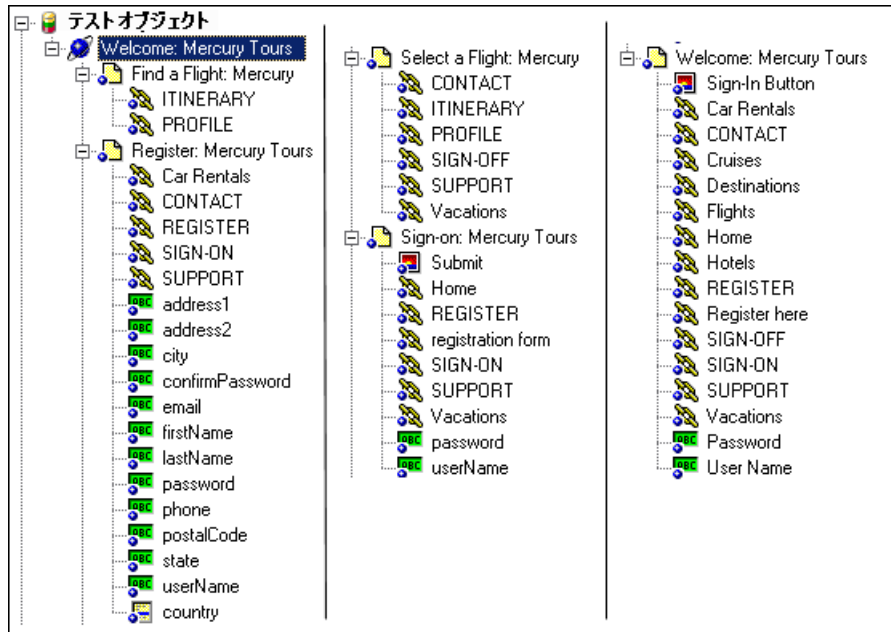 テストオブジェクト
Welcome: Mercury Tours
Find a Flight: Mercury
ITINERARY
PROFILE
Register: Mercury Tours
Car Rentals
CONTACT
REGISTER
SIGN-ON
SUPPORT
address1
address2
city
confirmPassword
email
firstName
lastName
password
phone
postalCode
state
userName
country
Select a Flight: Mercury
CONTACT
ITINERARY
PROFILE
SIGN-OFF
SUPPORT
Vacations
Sign-on: Mercury Tours
Submit
Home
REGISTER
registration form
SIGN-ON
SUPPORT
Vacations
password
userName
Welcome: Mercury Tours
Sign-In Button
Car Rentals
CONTACT
Cruises
Destinations
Flights
Home
Hotels
REGISTER
Register here
SIGN-OFF
SIGN-ON
SUPPORT
Vacations
Password
User Name